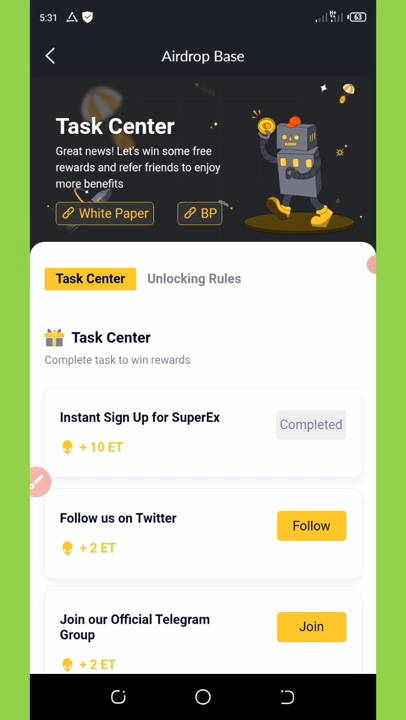 5:31
63
Airdrop Base
Task Center
Great news! Let's win some free
rewards and refer friends to enjoy
more benefits
White Paper
BP
Task Center
Unlocking Rules
Task Center
Complete task to win rewards
Instant Sign Up for SuperEx
Completed
+ 10 ET
Follow us on Twitter
Follow
+ 2 ET
Join our Official Telegram
Group
Join
+ 2 ET